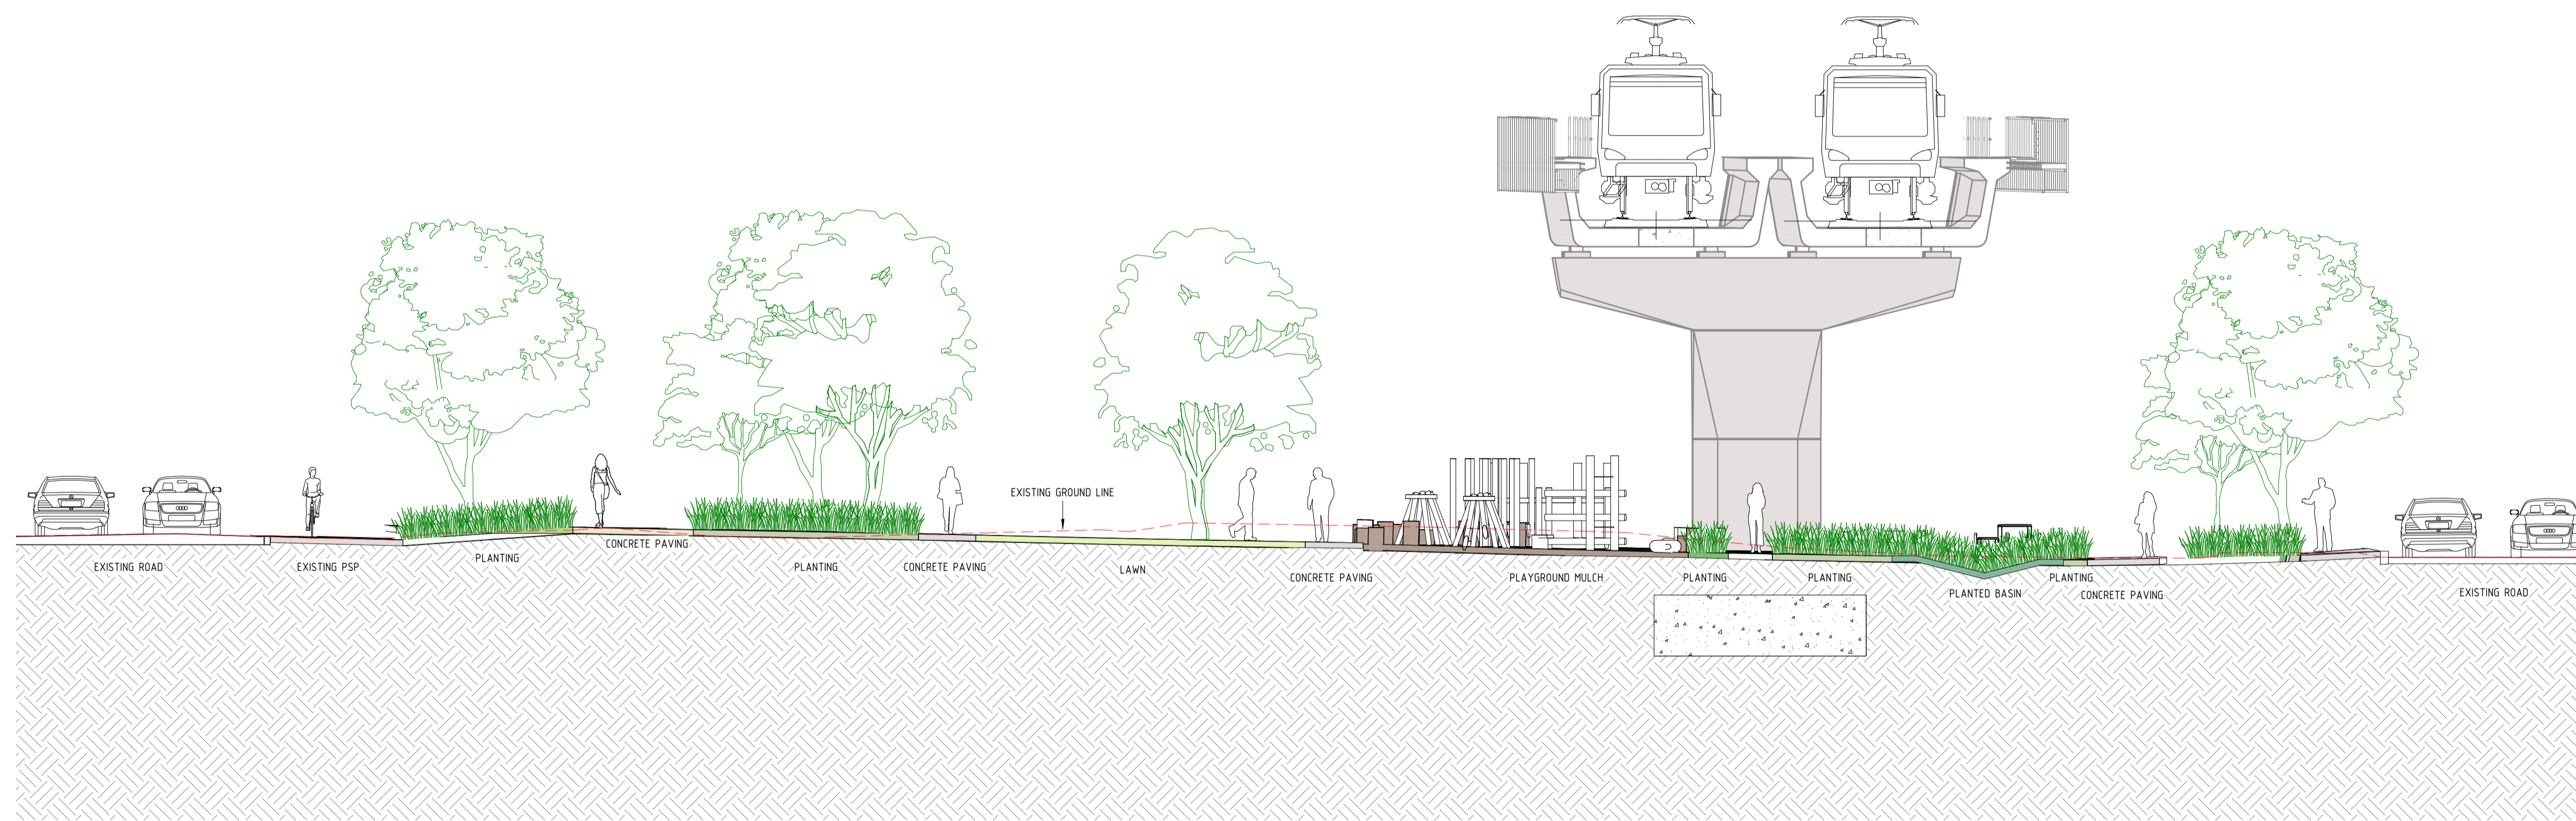 EXISTING ROAD
EXISTING PSP
PLANTING
CONCRETE PAVING
PLANTING
CONCRETE PAVING
EXISTING GROUND LINE
LAWN
CONCRETE PAVING
PLAYGROUND MULCH
PLANTING
PLANTING
PLANTED BASIN
PLANTING
CONCRETE PAVING
EXISTING ROAD